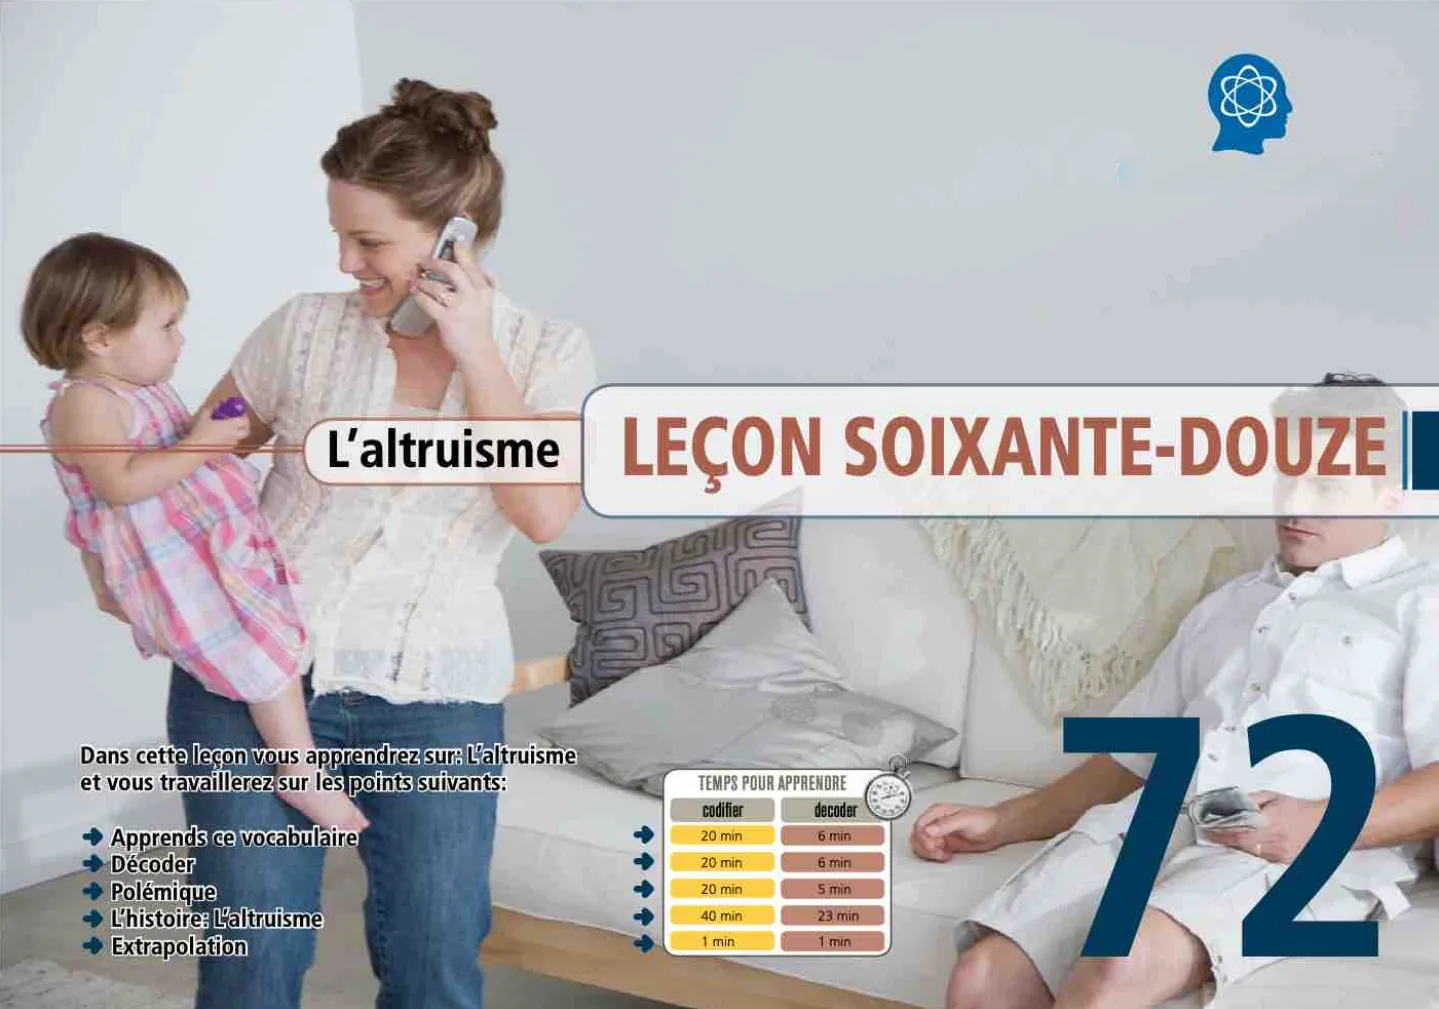 L'altruisme
LEÇON SOIXANTE-DOUZE
72
Dans cette leçon vous apprendrez sur: L'altruisme
et vous travaillerez sur les points suivants:
Apprends ce vocabulaire
Décoder
Polémique
L'histoire: L'altruisme
Extrapolation
TEMPS POUR APPRENDRE
codifier decoder
20 min 6 min
20 min 6 min
20 min 5 min
40 min 23 min
1 min 1 min